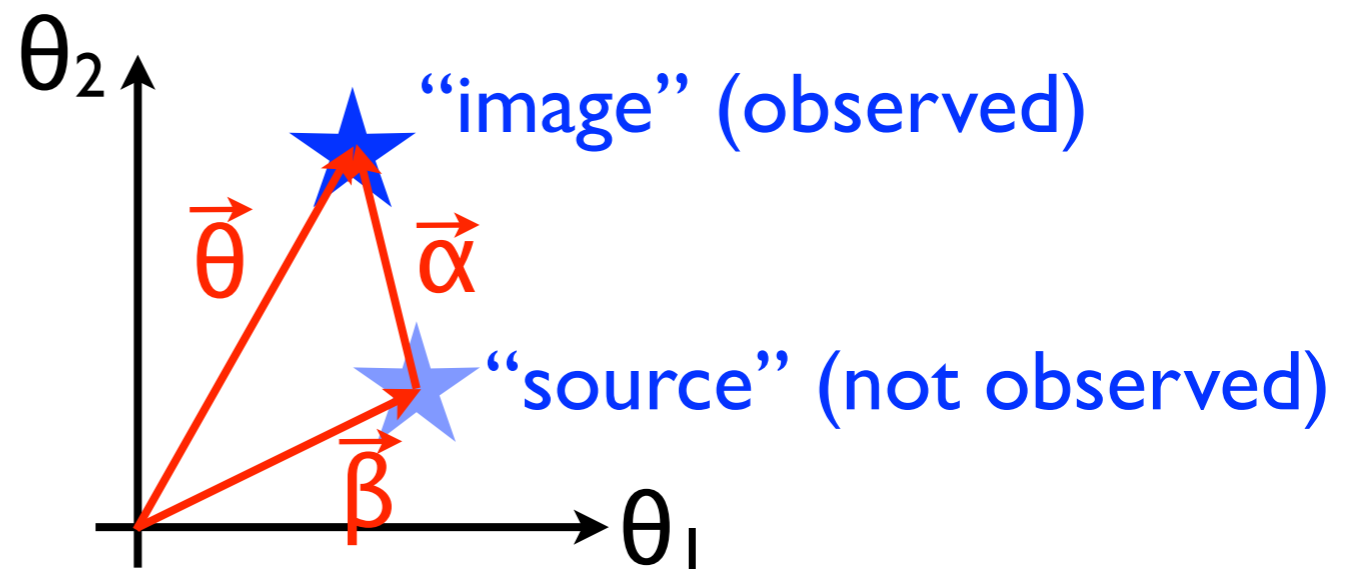 θ2
“image” (observed)
θ
α
“source” (not observed)
β
θ1